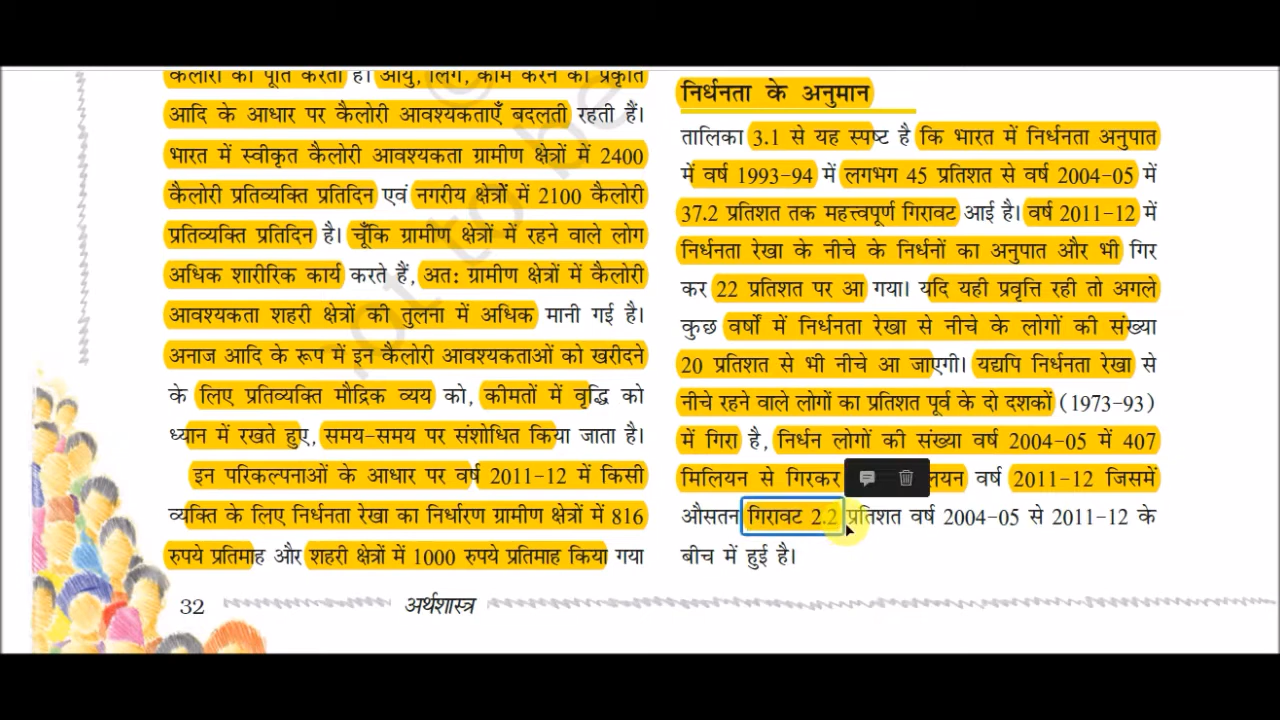 कैलोरी की पूर्ति करता है। आयु, लिंग, काम करने की प्रकृति
आदि के आधार पर कैलोरी आवश्यकताएँ बदलती रहती हैं।
भारत में स्वीकृत कैलोरी आवश्यकता ग्रामीण क्षेत्रों में 2400
कैलोरी प्रतिव्यक्ति प्रतिदिन एवं नगरीय क्षेत्रों में 2100 कैलोरी
प्रतिव्यक्ति प्रतिदिन है। चूँकि ग्रामीण क्षेत्रों में रहने वाले लोग
अधिक शारीरिक कार्य करते हैं, अतः ग्रामीण क्षेत्रों में कैलोरी
आवश्यकता शहरी क्षेत्रों की तुलना में अधिक मानी गई है।
अनाज आदि के रूप में इन कैलोरी आवश्यकताओं को खरीदने
के लिए प्रतिव्यक्ति मौद्रिक व्यय को, कीमतों में वृद्धि को
ध्यान में रखते हुए, समय-समय पर संशोधित किया जाता है।
इन परिकल्पनाओं के आधार पर वर्ष 2011-12 में किसी
व्यक्ति के लिए निर्धनता रेखा का निर्धारण ग्रामीण क्षेत्रों में 816
रुपये प्रतिमाह और शहरी क्षेत्रों में 1000 रुपये प्रतिमाह किया गया
निर्धनता के अनुमान
तालिका 3.1 से यह स्पष्ट है कि भारत में निर्धनता अनुपात
में वर्ष 1993-94 में लगभग 45 प्रतिशत से वर्ष 2004-05 में
37.2 प्रतिशत तक महत्त्वपूर्ण गिरावट आई है। वर्ष 2011-12 में
निर्धनता रेखा के नीचे के निर्धनों का अनुपात और भी गिर
कर 22 प्रतिशत पर आ गया। यदि यही प्रवृत्ति रही तो अगले
कुछ वर्षों में निर्धनता रेखा से नीचे के लोगों की संख्या
20 प्रतिशत से भी नीचे आ जाएगी। यद्यपि निर्धनता रेखा से
नीचे रहने वाले लोगों का प्रतिशत पूर्व के दो दशकों (1973-93)
में गिरा है, निर्धन लोगों की संख्या वर्ष 2004-05 में 407
मिलियन से गिरकर वर्ष 2011-12 जिसमें
औसतन गिरावट 2.2 प्रतिशत वर्ष 2004-05 से 2011-12 के
बीच में हुई है।
32 अर्थशास्त्र